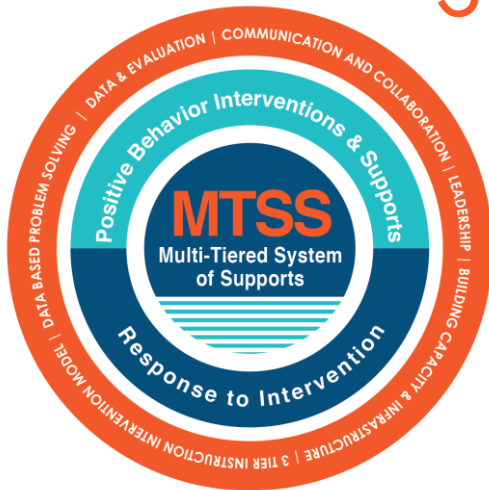 MTSS
Multi-Tiered System
of Supports
Positive Behavior Interventions & Supports
Response to Intervention
DATA BASED PROBLEM SOLVING | DATA & EVALUATION | COMMUNICATION AND COLLABORATION | LEADERSHIP | BUILDING CAPACITY & INFRASTRUCTURE | 3 TIER INSTRUCTION INTERVENTION MODEL |